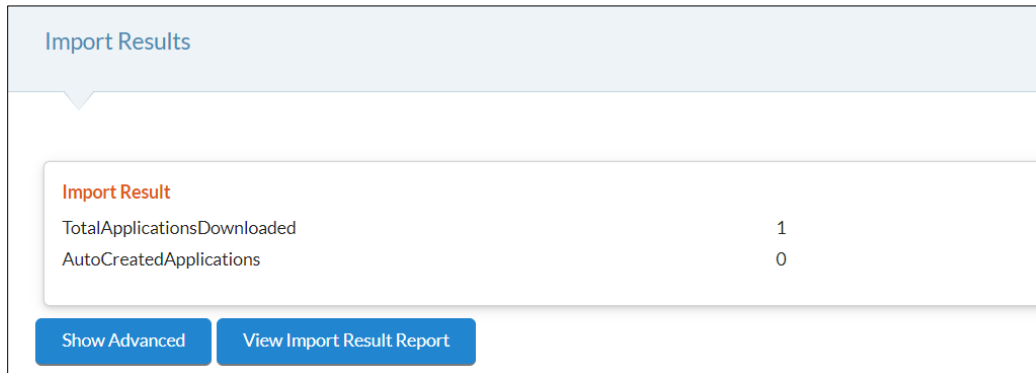 Import Results
Import Result
TotalApplicationsDownloaded 1
AutoCreatedApplications 0
Show Advanced View Import Result Report